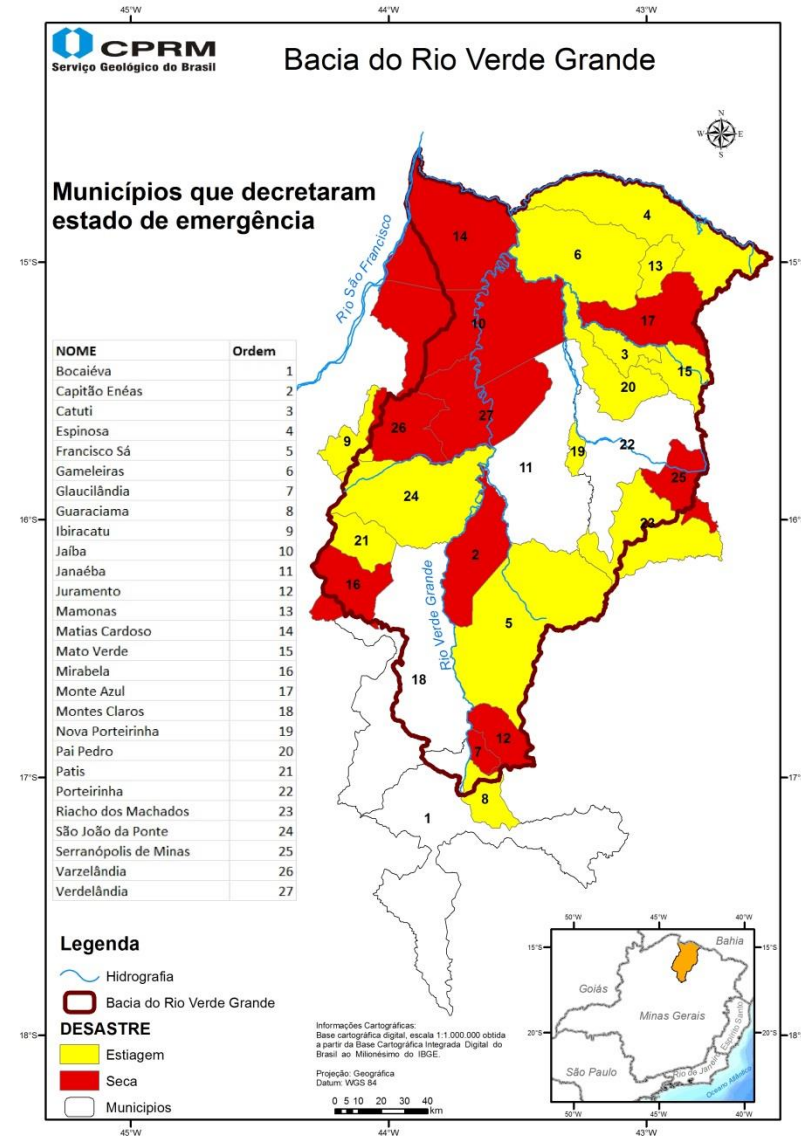 45°W 44°W 43°W
CPRM
Serviço Geológico do Brasil
Bacia do Rio Verde Grande
N
W E
S
Municípios que decretaram
estado de emergência
Rio São Francisco
15°S 15°S
4
14
6
13
10
17
3
15
20
27
26
9
19
22
11
25
24
23
16°S 16°S
21
2
16
5
Rio Verde Grande
18
12
7
17°S 17°S
8
1
18°S 18°S
NOME Ordem
Bocaiéva 1
Capitão Enéas 2
Catuti 3
Espinosa 4
Francisco Sá 5
Gameleiras 6
Glaucilândia 7
Guaraciama 8
Ibiracatu 9
Jaíba 10
Janaéba 11
Juramento 12
Mamonas 13
Matias Cardoso 14
Mato Verde 15
Mirabela 16
Monte Azul 17
Montes Claros 18
Nova Porteirinha 19
Pai Pedro 20
Patis 21
Porteirinha 22
Riacho dos Machados 23
São João da Ponte 24
Serranópolis de Minas 25
Varzelândia 26
Verdelândia 27
Legenda
Hidrografia
Bacia do Rio Verde Grande
DESASTRE
Estiagem
Seca
Municipios
Informações Cartográficas:
Base cartográfica digital, escala 1:1.000.000 obtida
a partir da Base Cartográfica Integrada Digital do
Brasil ao Milionésimo do IBGE.
Projeção: Geográfica
Datum: WGS 84
0 5 10 20 30 40
km
50°W 45°W 40°W
15°S 15°S
Bahia
Goiás
Minas Gerais
Espírito Santo
20°S 20°S
São Paulo
Rio de Janeiro
Oceano Atlântico
50°W 45°W 40°W
45°W 44°W 43°W